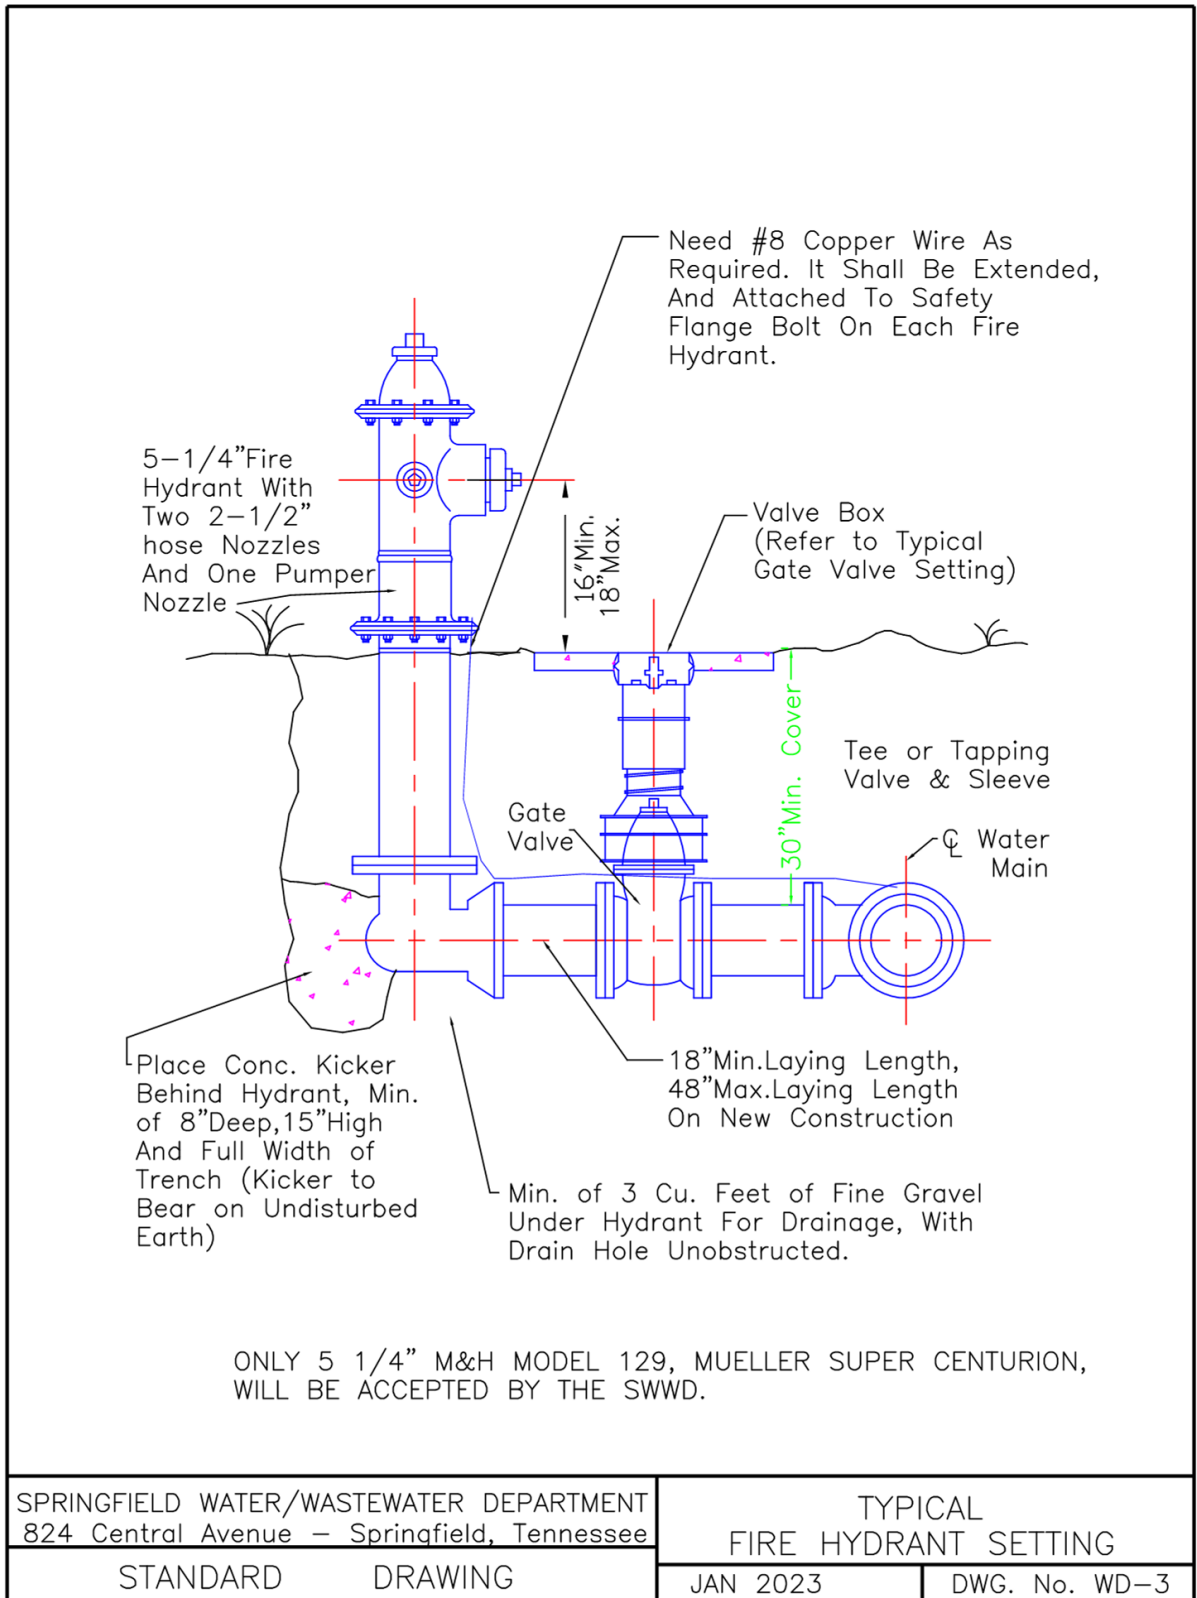 Need #8 Copper Wire As
Required. It Shall Be Extended,
And Attached To Safety
Flange Bolt On Each Fire
Hydrant.
5-1/4”Fire
Hydrant With
Two 2-1/2”
hose Nozzles
And One Pumper
Nozzle
16”Min.
18”Max.
Valve Box
(Refer to Typical
Gate Valve Setting)
30”Min. Cover
Tee or Tapping
Valve & Sleeve
Gate
Valve
℄ Water
Main
Place Conc. Kicker
Behind Hydrant, Min.
of 8”Deep,15”High
And Full Width of
Trench (Kicker to
Bear on Undisturbed
Earth)
18”Min.Laying Length,
48”Max.Laying Length
On New Construction
Min. of 3 Cu. Feet of Fine Gravel
Under Hydrant For Drainage, With
Drain Hole Unobstructed.
ONLY 5 1/4” M&H MODEL 129, MUELLER SUPER CENTURION,
WILL BE ACCEPTED BY THE SWWD.
SPRINGFIELD WATER/WASTEWATER DEPARTMENT
824 Central Avenue – Springfield, Tennessee
STANDARD DRAWING
TYPICAL
FIRE HYDRANT SETTING
JAN 2023
DWG. No. WD-3